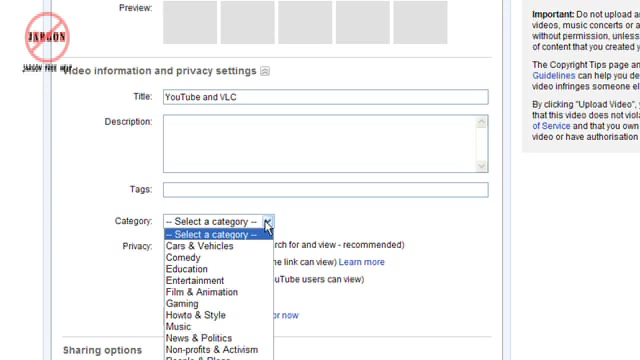 Preview:
JARGON
JARGON FREE HELP
Video information and privacy settings
Title:
YouTube and VLC
Description:
Tags:
Category:
-- Select a category --
-- Select a category --
Cars & Vehicles
Comedy
Education
Entertainment
Film & Animation
Gaming
Howto & Style
Music
News & Politics
Non-profits & Activism
Privacy:
rch for and view - recommended)
ne link can view) Learn more
uTube users can view)
or now
Sharing options
Important: Do not upload a
videos, music concerts or a
without permission, unless
of content that you created y
The Copyright Tips page an
Guidelines can help you de
video infringes someone el
By clicking "Upload Video",
that this video does not viol
of Service and that you own
video or have authorisation